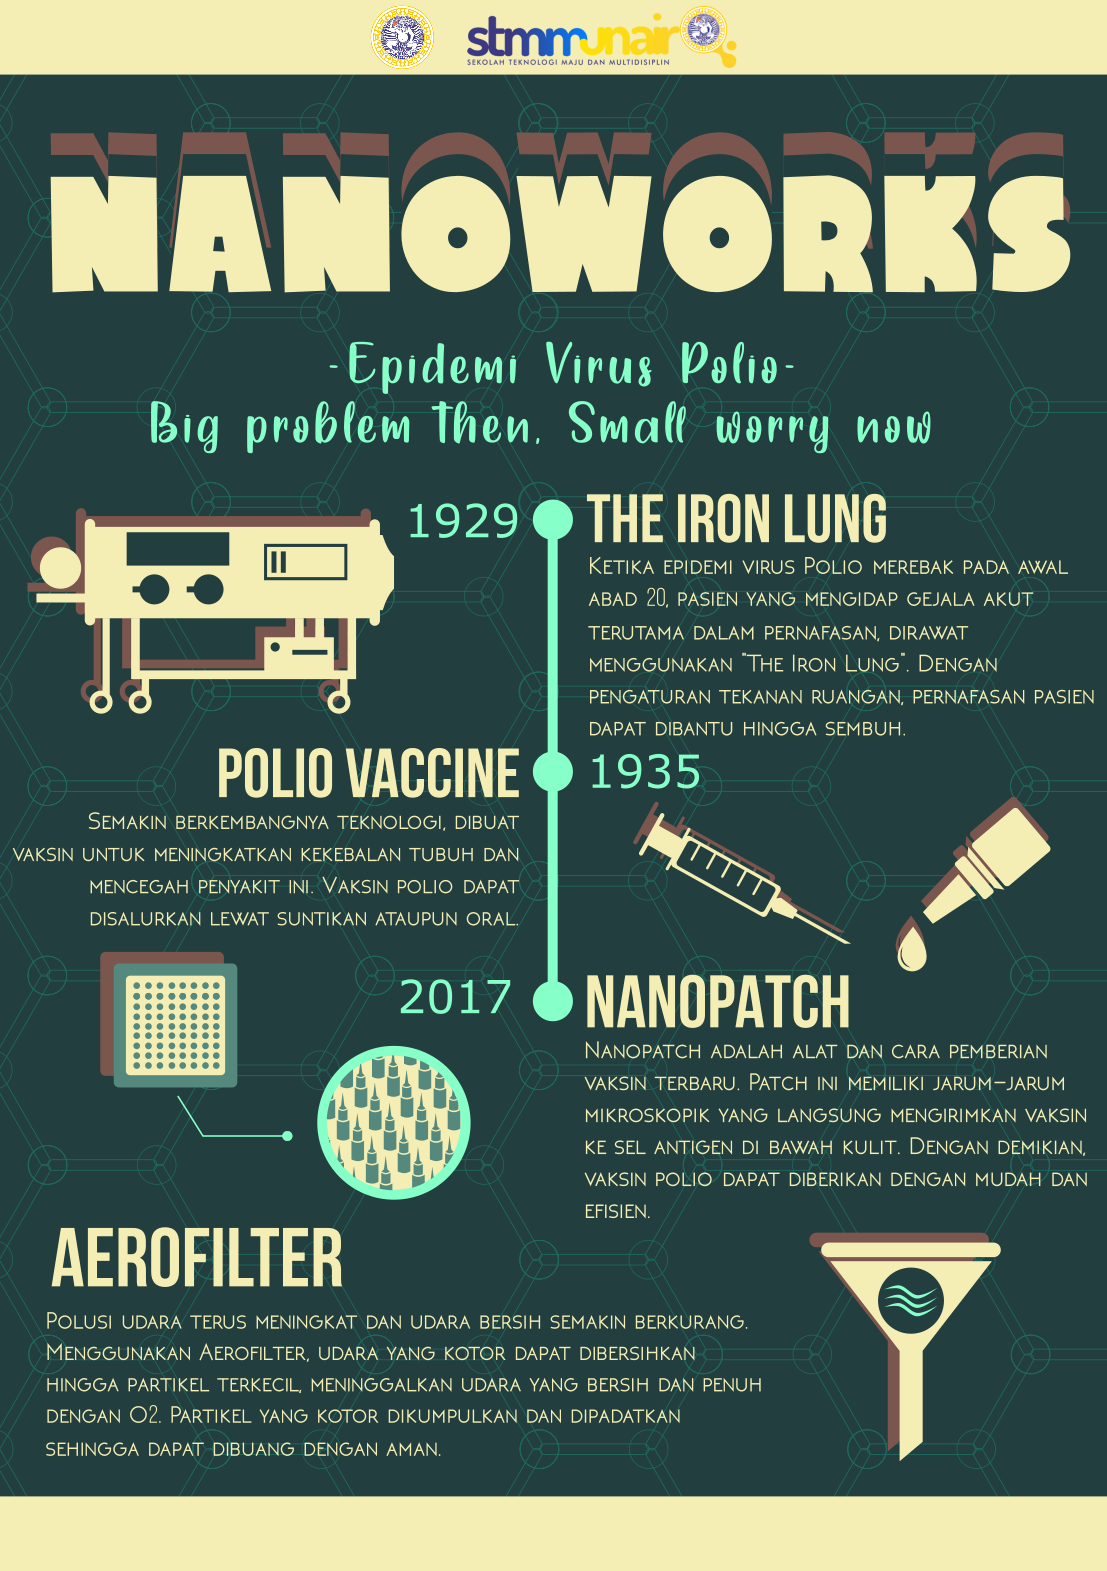 stmmunair
SEKOLAH TEKNOLOGI MAJU DAN MULTIDISIPLIN
NANOWORKS
-Epidemi Virus Polio-
Big problem then, Small worry now
1929
THE IRON LUNG
Ketika epidemi virus Polio merebak pada awal
abad 20, pasien yang mengidap gejala akut
terutama dalam pernafasan, dirawat
menggunakan "The Iron Lung". Dengan
pengaturan tekanan ruangan, pernafasan pasien
dapat dibantu hingga sembuh.
POLIO VACCINE
1935
Semakin berkembangnya teknologi, dibuat
vaksin untuk meningkatkan kekebalan tubuh dan
mencegah penyakit ini. Vaksin polio dapat
disalurkan lewat suntikan ataupun oral.
2017
NANOPATCH
Nanopatch adalah alat dan cara pemberian
vaksin terbaru. Patch ini memiliki jarum-jarum
mikroskopik yang langsung mengirimkan vaksin
ke sel antigen di bawah kulit. Dengan demikian,
vaksin polio dapat diberikan dengan mudah dan
efisien.
AEROFILTER
Polusi udara terus meningkat dan udara bersih semakin berkurang.
Menggunakan Aerofilter, udara yang kotor dapat dibersihkan
hingga partikel terkecil, meninggalkan udara yang bersih dan penuh
dengan O2. Partikel yang kotor dikumpulkan dan dipadatkan
sehingga dapat dibuang dengan aman.